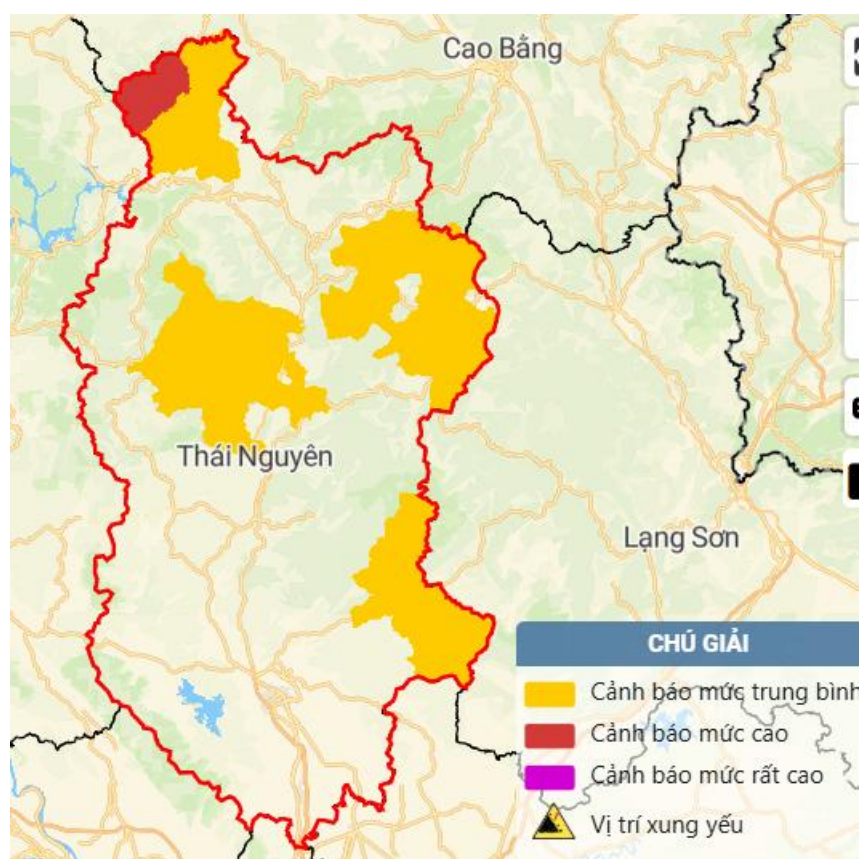 Cao Bằng
Thái Nguyên
Lạng Sơn
CHÚ GIẢI
Cảnh báo mức trung bình
Cảnh báo mức cao
Cảnh báo mức rất cao
Vị trí xung yếu